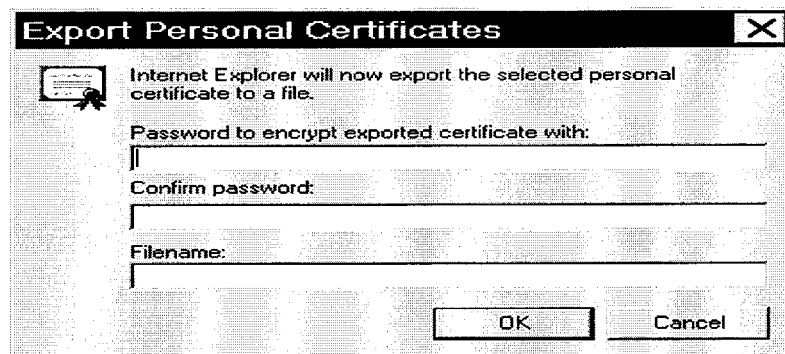 Export Personal Certificates
Internet Explorer will now export the selected personal
certificate to a file.
Password to encrypt exported certificate with:
Confirm password:
Filename:
OK Cancel